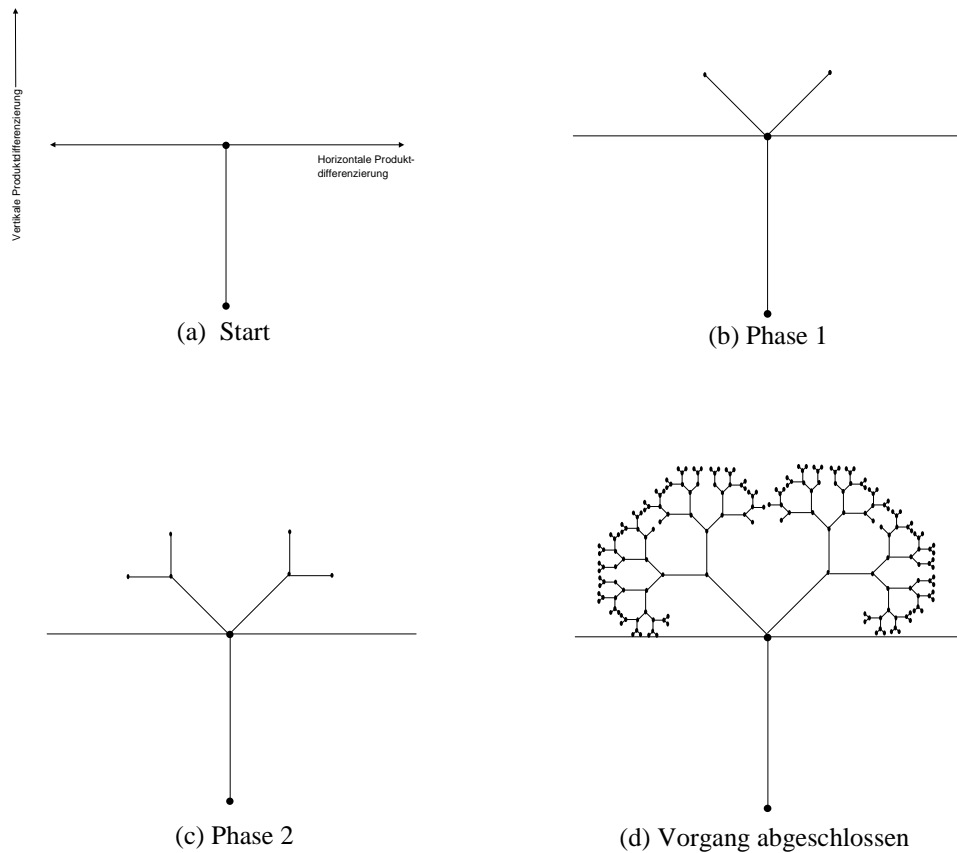 Vertikale Produktdifferenzierung
Horizontale Produkt-
differenzierung
(a) Start
(b) Phase 1
(c) Phase 2
(d) Vorgang abgeschlossen